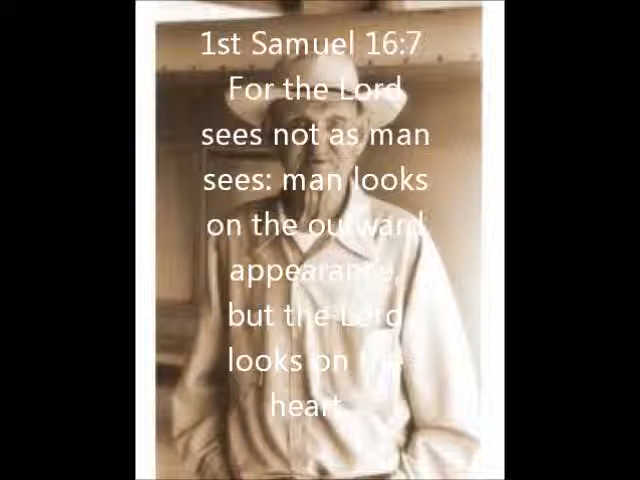 1st Samuel 16:7
For the Lord
sees not as man
sees: man looks
on the outward
appearance,
but the Lord
looks on the
heart.